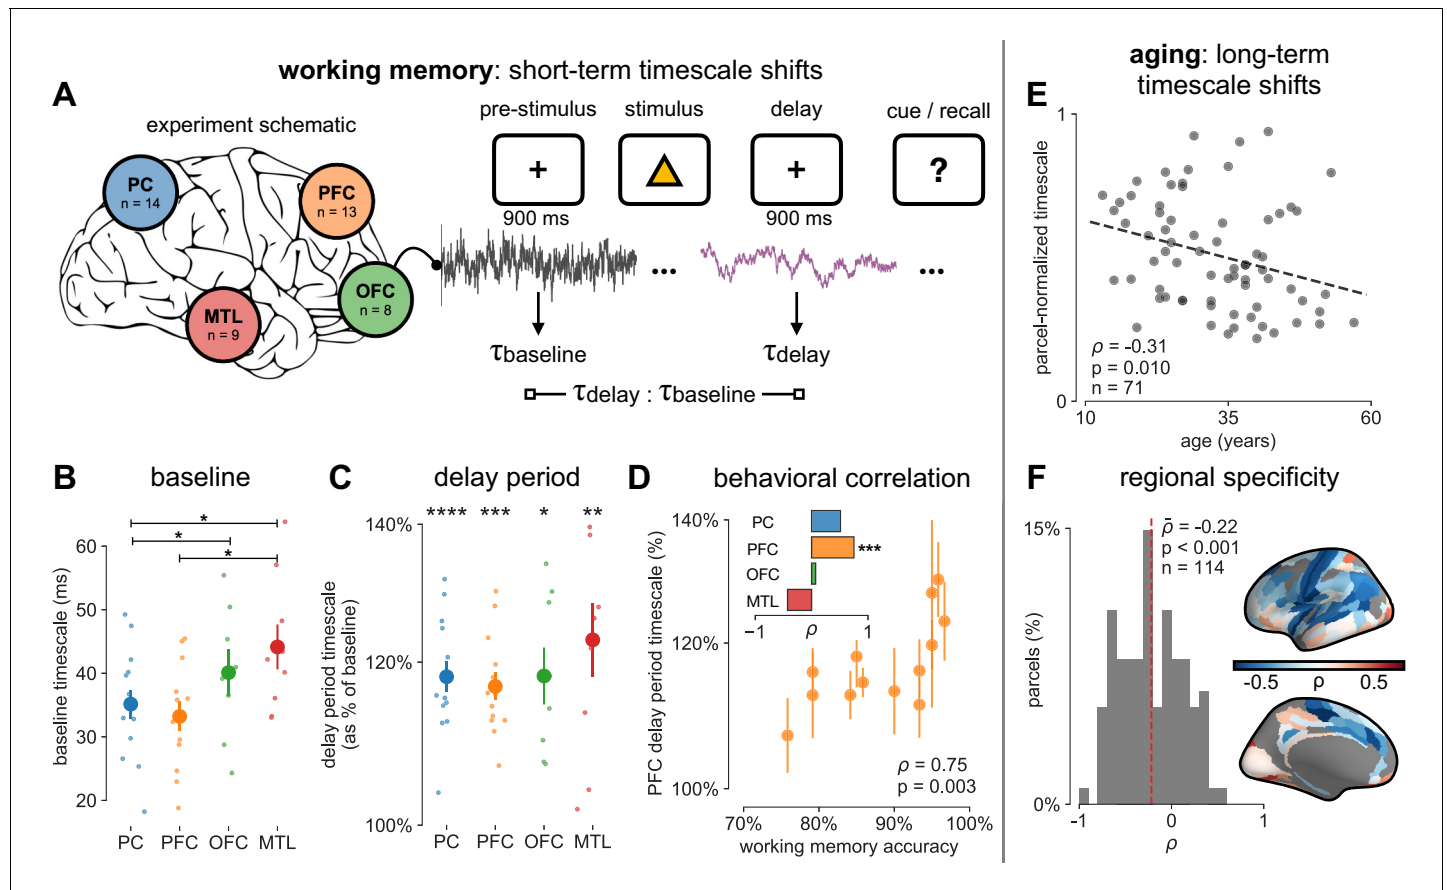 working memory: short-term timescale shifts
A
experiment schematic
PC
n = 14
PFC
n = 13
OFC
n = 8
MTL
n = 9
pre-stimulus
stimulus
delay
cue / recall
+
+
?
900 ms
900 ms
...
...
τbaseline
τdelay
τdelay : τbaseline
B
baseline
baseline timescale (ms)
60
50
40
30
20
*
*
*
PC
PFC
OFC
MTL
C
delay period
delay period timescale
(as % of baseline)
140%
120%
100%
****
***
*
**
PC
PFC
OFC
MTL
D
behavioral correlation
PFC delay period timescale (%)
140%
120%
100%
PC
PFC
OFC
MTL
***
−1
ρ
1
ρ = 0.75
p = 0.003
70%
80%
90%
100%
working memory accuracy
aging: long-term
timescale shifts
E
parcel-normalized timescale
1
0
ρ = -0.31
p = 0.010
n = 71
10
35
60
age (years)
F
regional specificity
parcels (%)
15%
0%
ρ̄ = -0.22
p < 0.001
n = 114
-0.5
ρ
0.5
-1
0
1
ρ